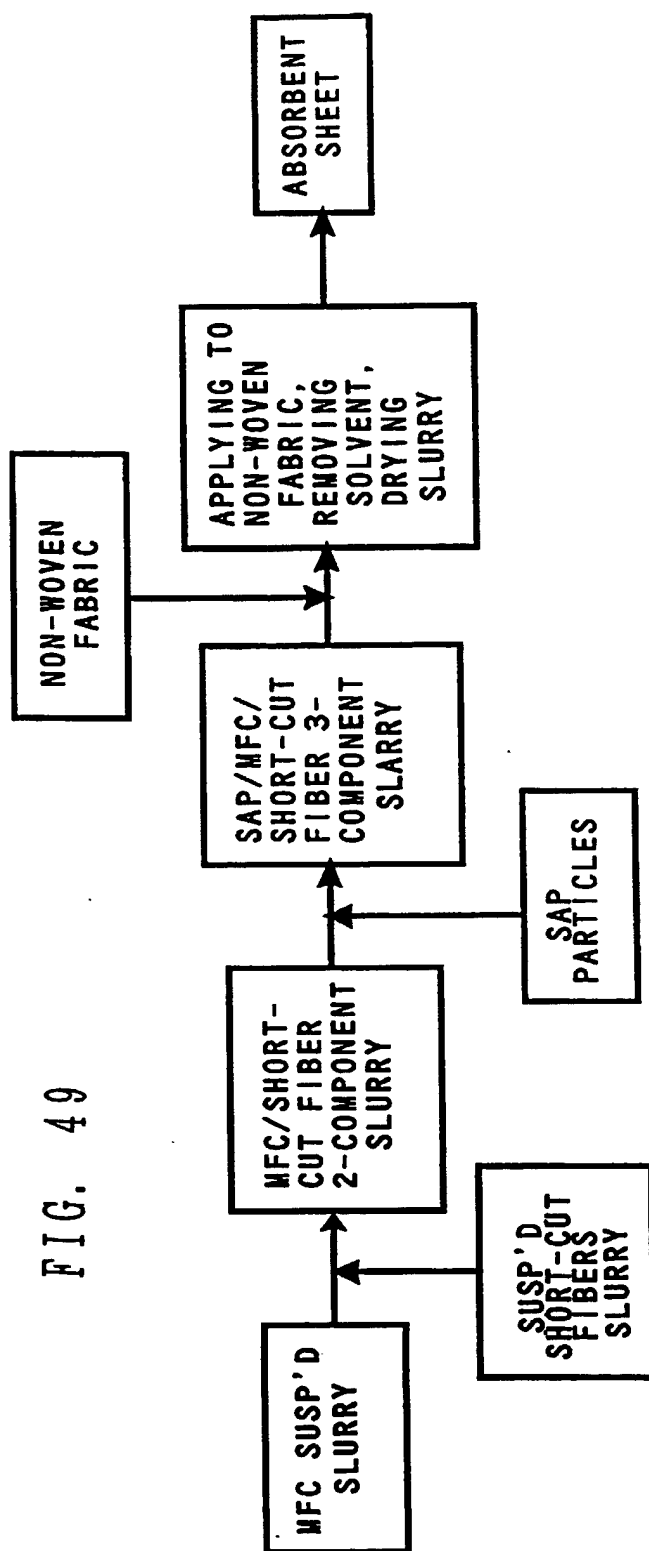 FIG. 49
MFC SUSP'D
SLURRY
SUSP'D
SHORT-CUT
FIBERS
SLURRY
MFC/SHORT-
CUT FIBER
2-COMPONENT
SLURRY
SAP
PARTICLES
SAP/MFC/
SHORT-CUT
FIBER 3-
COMPONENT
SLARRY
NON-WOVEN
FABRIC
APPLYING TO
NON-WOVEN
FABRIC,
REMOVING
SOLVENT,
DRYING
SLURRY
ABSORBENT
SHEET